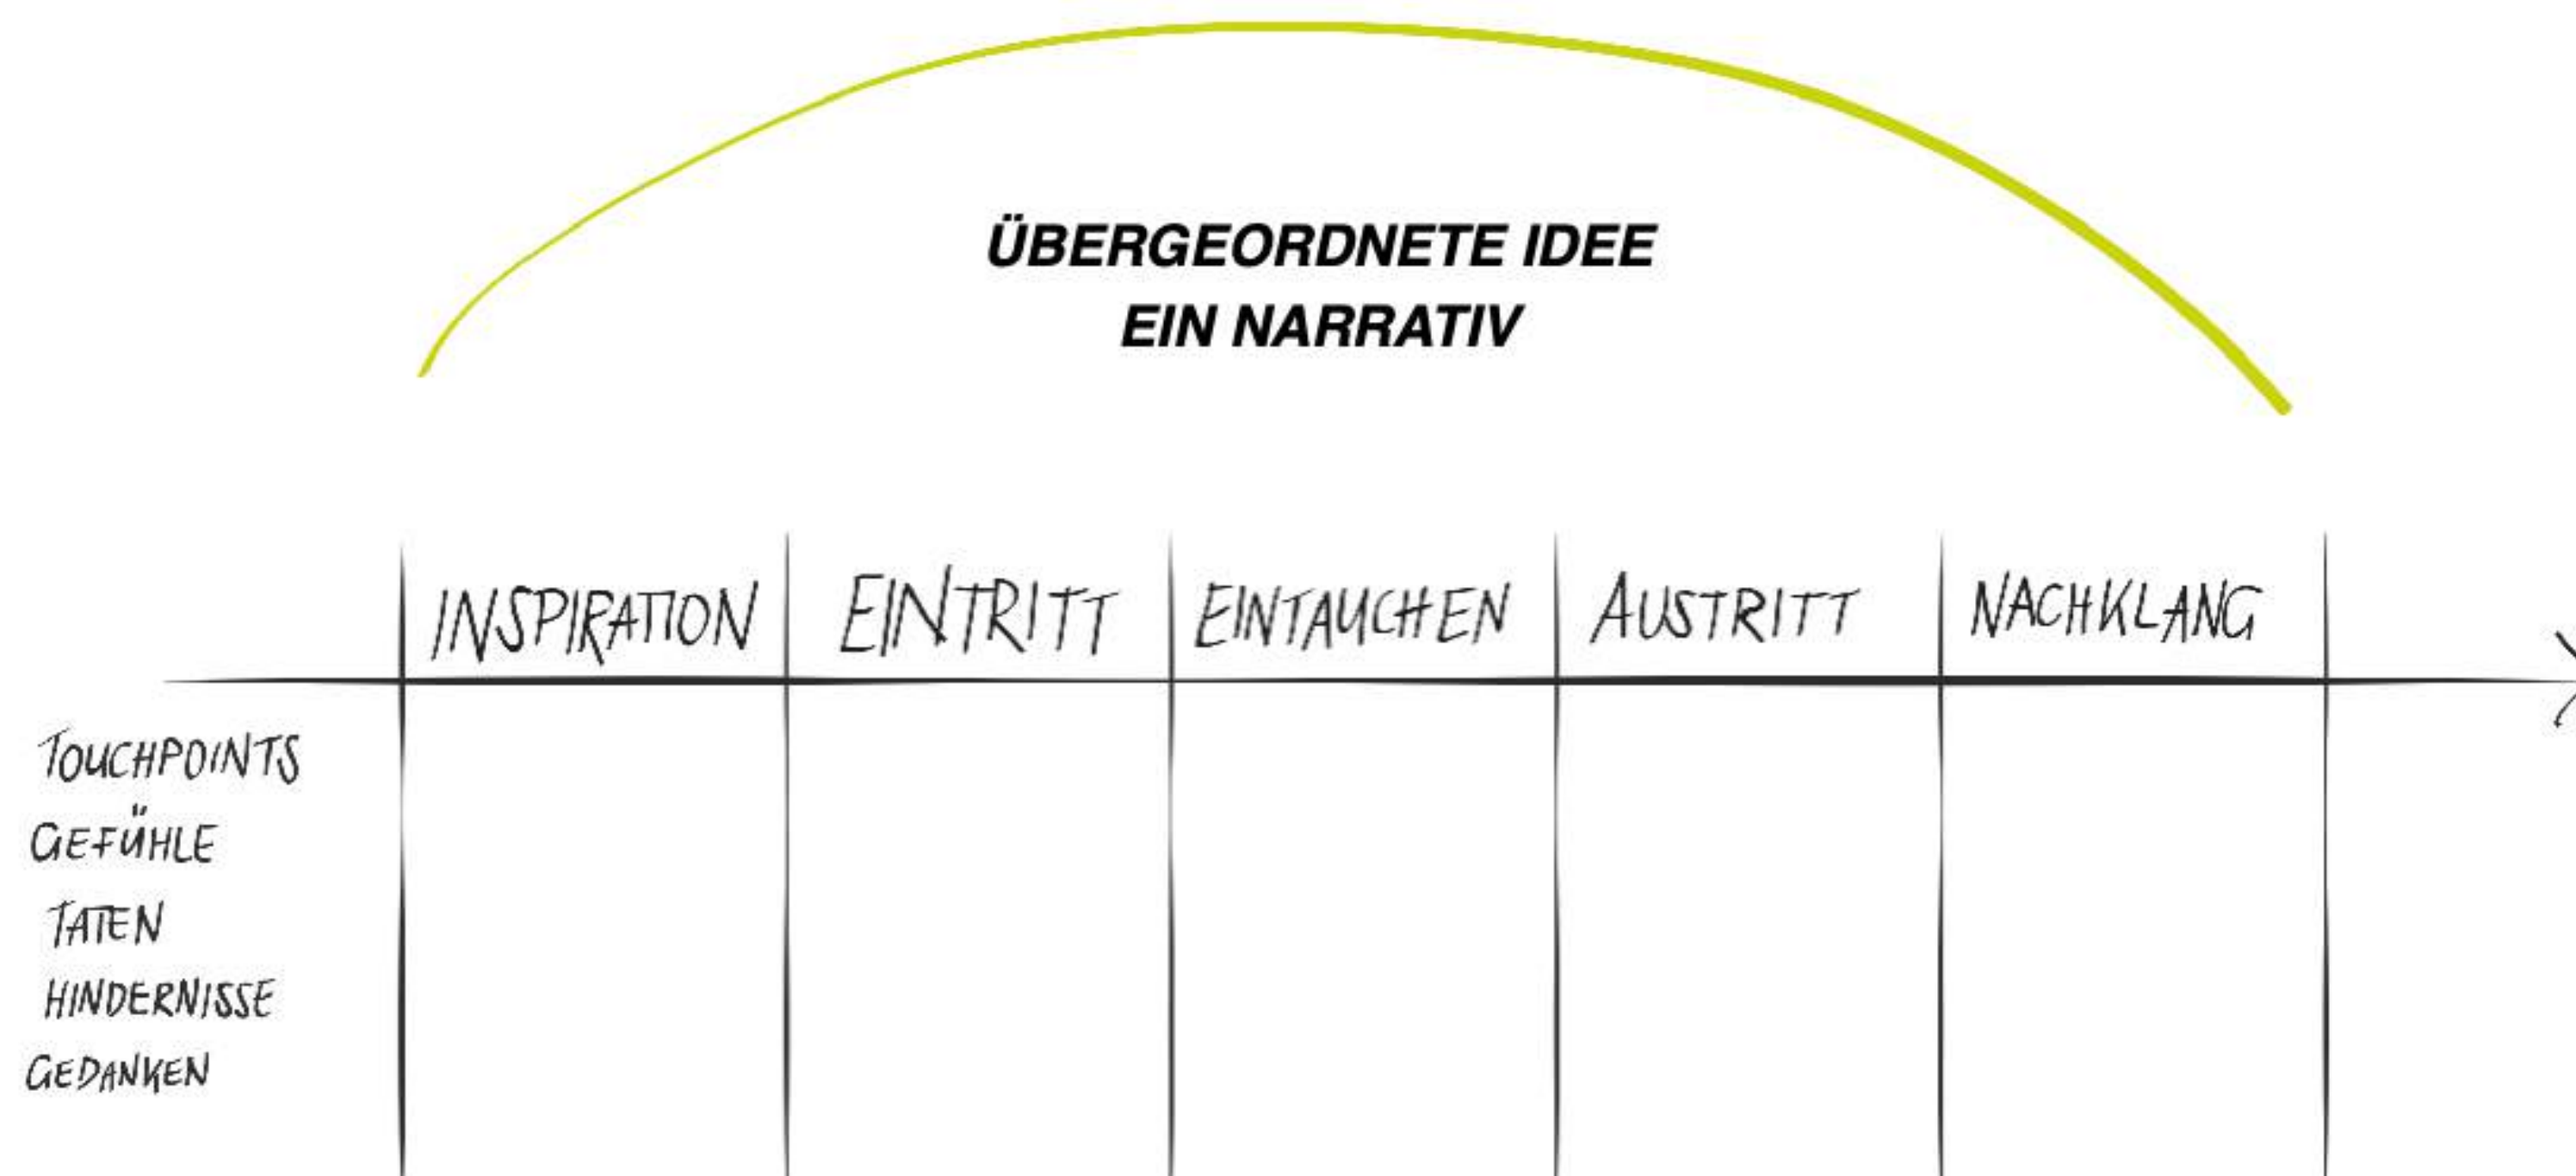 ÜBERGEORDNETE IDEE
EIN NARRATIV
INSPIRATION EINTRITT EINTAUCHEN AUSTRITT NACHKLANG
TOUCHPOINTS
GEFÜHLE
TATEN
HINDERNISSE
GEDANKEN